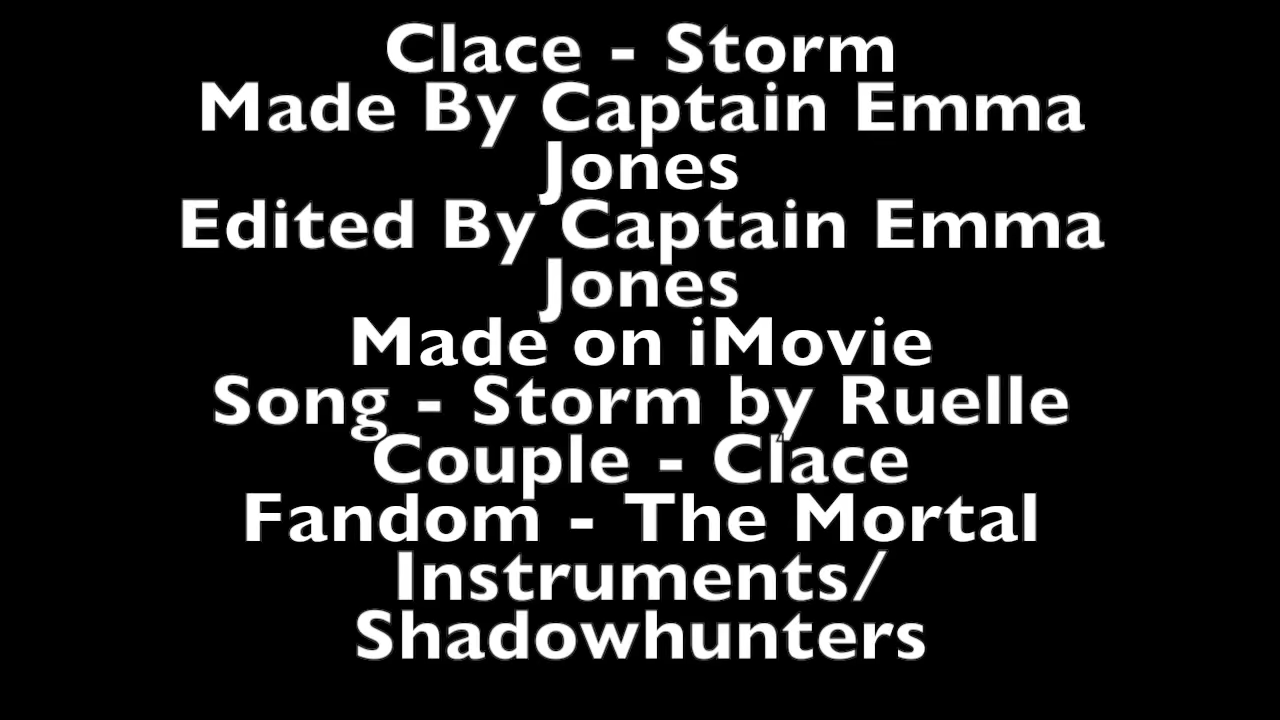 Clace - Storm
Made By Captain Emma
Jones
Edited By Captain Emma
Jones
Made on iMovie
Song - Storm by Ruelle
Couple - Clace
Fandom - The Mortal
Instruments/
Shadowhunters